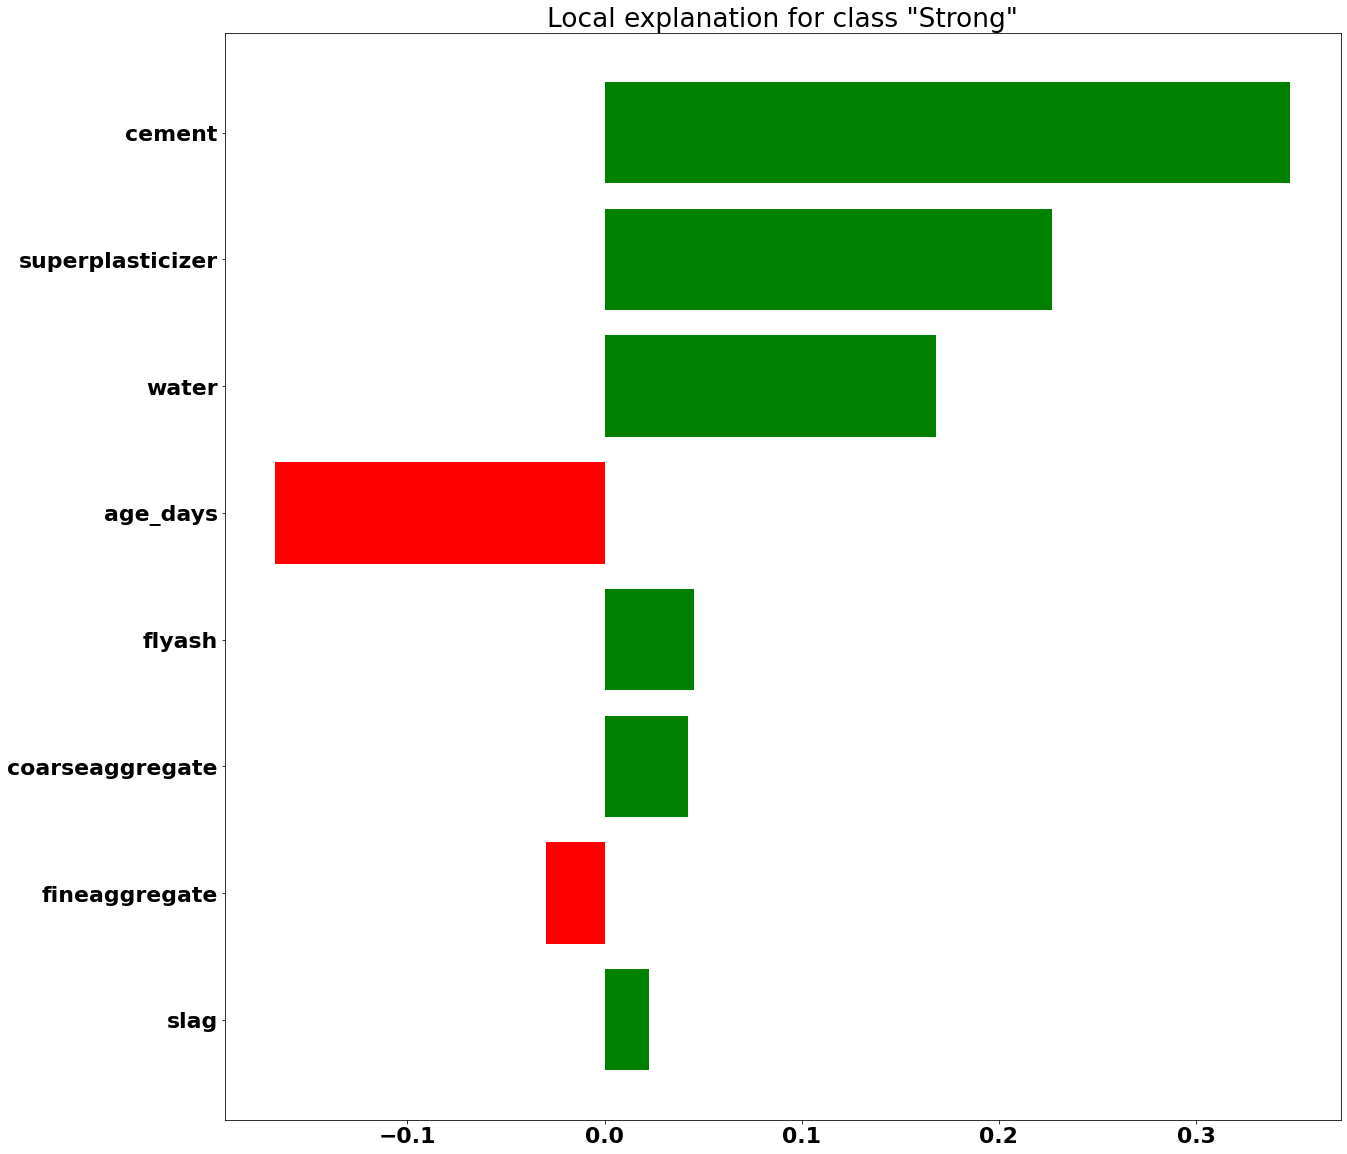 Local explanation for class "Strong"
cement
superplasticizer
water
age_days
flyash
coarseaggregate
fineaggregate
slag
−0.1 0.0 0.1 0.2 0.3